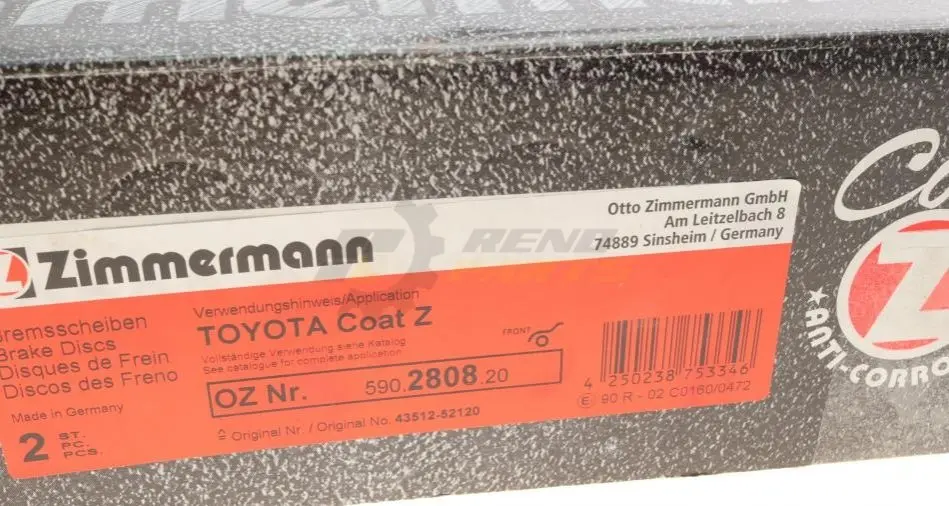 Zimmermann
Otto Zimmermann GmbH
Am Leitzelbach 8
74889 Sinsheim / Germany
RENO
Bremsscheiben
Brake Discs
Disques de Frein
Discos des Freno
Made in Germany
2 ST.
PC.
PCS.
Verwendungshinweis/Application
TOYOTA Coat Z
Vollständige Verwendung siehe Katalog
See catalogue for complete application
FRONT
OZ Nr. 590.2808.20
≙ Original Nr. / Original No. 43512-52120
4 250238 753346
E 90 R - 02 C0160/0472
Z
ANTI-CORRO